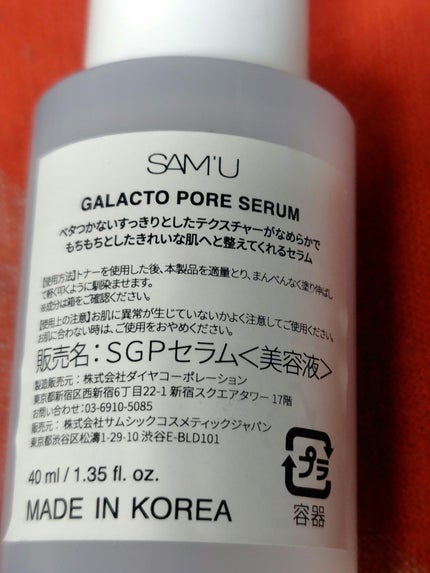 SAM'U
GALACTO PORE SERUM
ベタつかないすっきりとしたテクスチャーがなめらかで
もちもちとしたきれいな肌へと整えてくれるセラム
【使用方法】トナーを使用した後、本製品を適量とり、まんべんなく塗り伸ばし
て軽く叩くように馴染ませます。
※成分は箱をご確認ください。
【使用上の注意】お肌に異常が生じていないかよく注意してご使用ください。
お肌に合わない時は、ご使用をおやめください。
販売名：SGPセラム＜美容液＞
製造販売元：株式会社ダイヤコーポレーション
東京都新宿区西新宿6丁目22-1 新宿スクエアタワー 17階
お問い合わせ：03-6910-5085
販売元：株式会社サムシックコスメティックジャパン
東京都渋谷区松濤1-29-10 渋谷E-BLD101
40 ml / 1.35 fl. oz.
MADE IN KOREA
プラ
容器